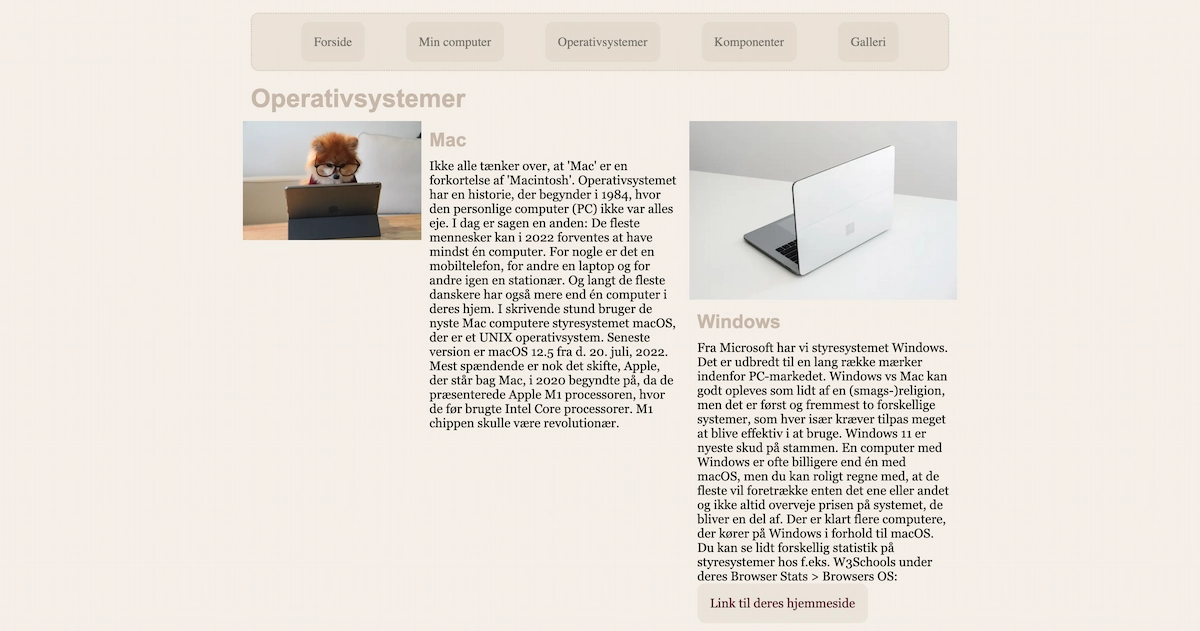 Forside
Min computer
Operativsystemer
Komponenter
Galleri
Operativsystemer
Mac
Ikke alle tænker over, at 'Mac' er en
forkortelse af 'Macintosh'. Operativsystemet
har en historie, der begynder i 1984, hvor
den personlige computer (PC) ikke var alles
eje. I dag er sagen en anden: De fleste
mennesker kan i 2022 forventes at have
mindst én computer. For nogle er det en
mobiltelefon, for andre en laptop og for
andre igen en stationær. Og langt de fleste
danskere har også mere end én computer i
deres hjem. I skrivende stund bruger de
nyste Mac computere styresystemet macOS,
der er et UNIX operativsystem. Seneste
version er macOS 12.5 fra d. 20. juli, 2022.
Mest spændende er nok det skifte, Apple,
der står bag Mac, i 2020 begyndte på, da de
præsenterede Apple M1 processoren, hvor
de før brugte Intel Core processorer. M1
chippen skulle være revolutionær.
Windows
Fra Microsoft har vi styresystemet Windows.
Det er udbredt til en lang række mærker
indenfor PC-markedet. Windows vs Mac kan
godt opleves som lidt af en (smags-)religion,
men det er først og fremmest to forskellige
systemer, som hver især kræver tilpas meget
at blive effektiv i at bruge. Windows 11 er
nyeste skud på stammen. En computer med
Windows er ofte billigere end én med
macOS, men du kan roligt regne med, at de
fleste vil foretrække enten det ene eller andet
og ikke altid overveje prisen på systemet, de
bliver en del af. Der er klart flere computere,
der kører på Windows i forhold til macOS.
Du kan se lidt forskellig statistik på
styresystemer hos f.eks. W3Schools under
deres Browser Stats > Browsers OS:
Link til deres hjemmeside